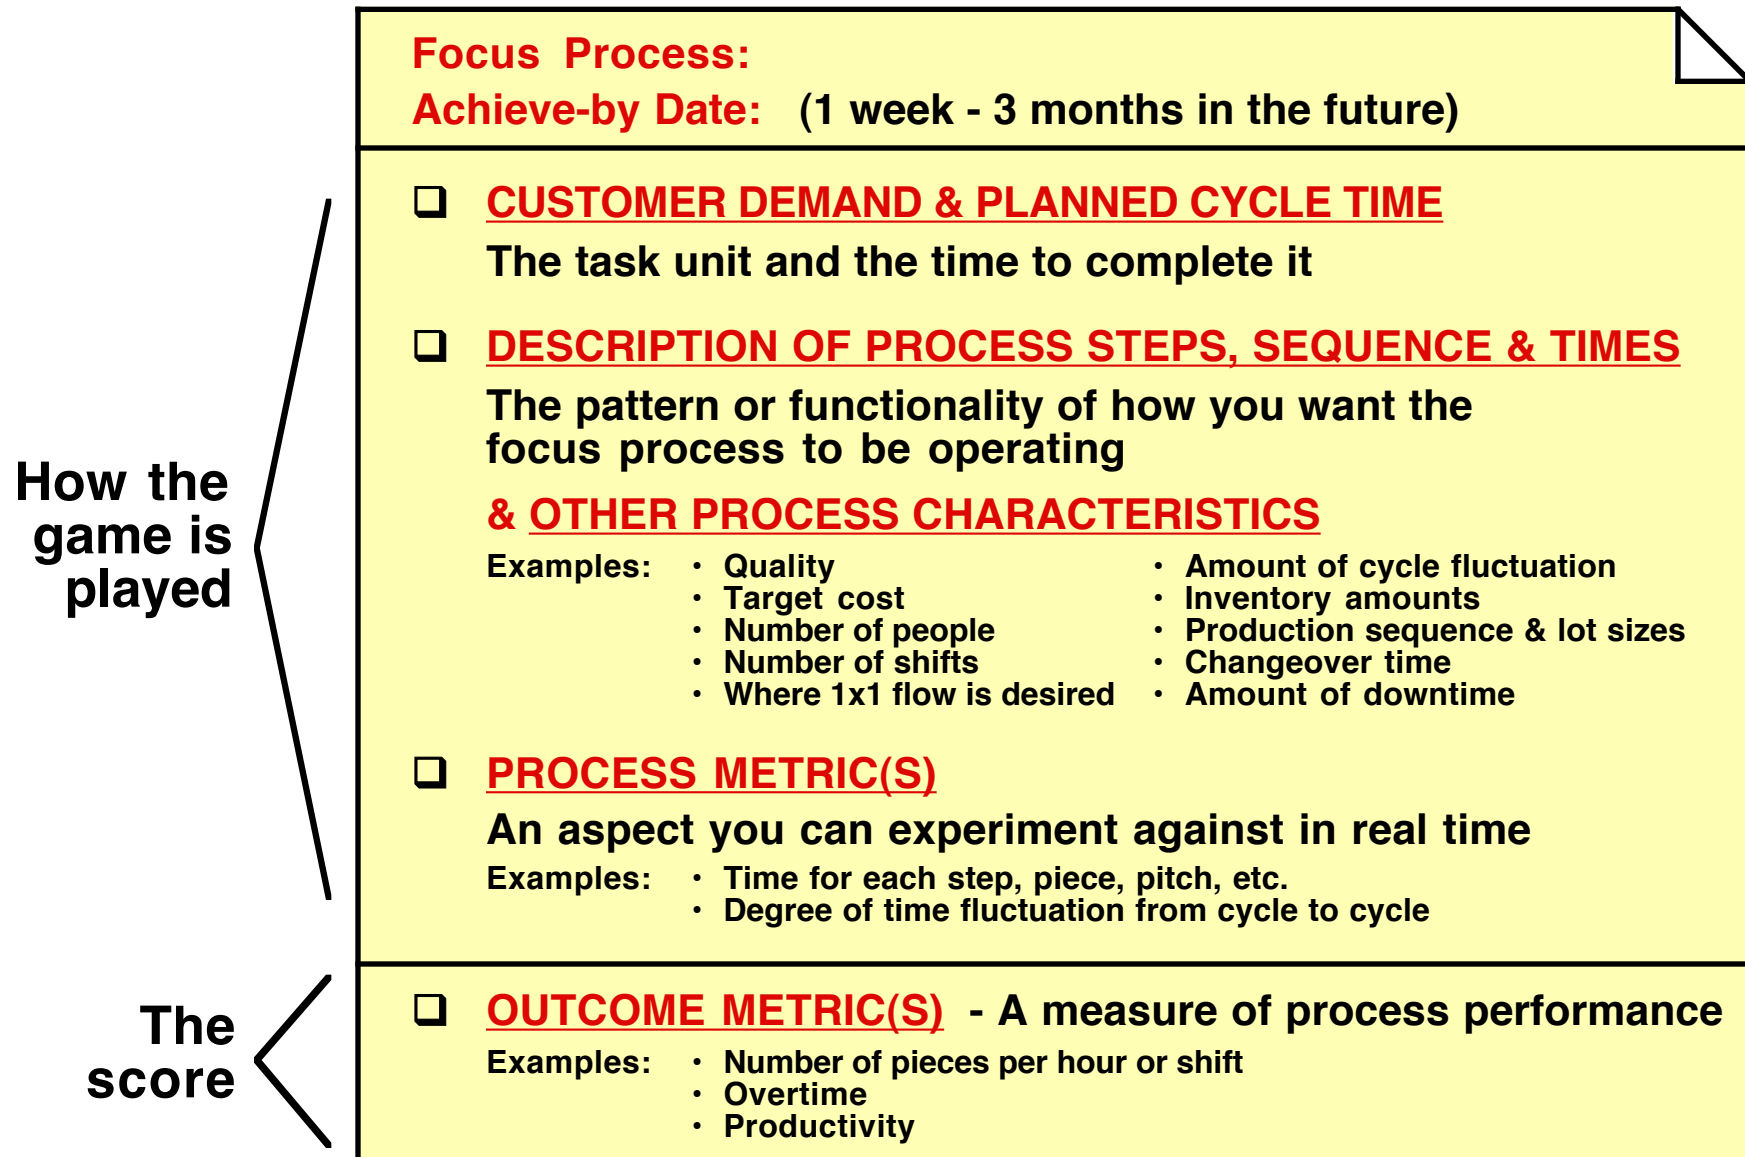 Focus Process:
Achieve-by Date: (1 week - 3 months in the future)
How the
game is
played
❑ CUSTOMER DEMAND & PLANNED CYCLE TIME
The task unit and the time to complete it
❑ DESCRIPTION OF PROCESS STEPS, SEQUENCE & TIMES
The pattern or functionality of how you want the
focus process to be operating
& OTHER PROCESS CHARACTERISTICS
Examples: • Quality
• Target cost
• Number of people
• Number of shifts
• Where 1x1 flow is desired
• Amount of cycle fluctuation
• Inventory amounts
• Production sequence & lot sizes
• Changeover time
• Amount of downtime
❑ PROCESS METRIC(S)
An aspect you can experiment against in real time
Examples: • Time for each step, piece, pitch, etc.
• Degree of time fluctuation from cycle to cycle
The
score
❑ OUTCOME METRIC(S) - A measure of process performance
Examples: • Number of pieces per hour or shift
• Overtime
• Productivity